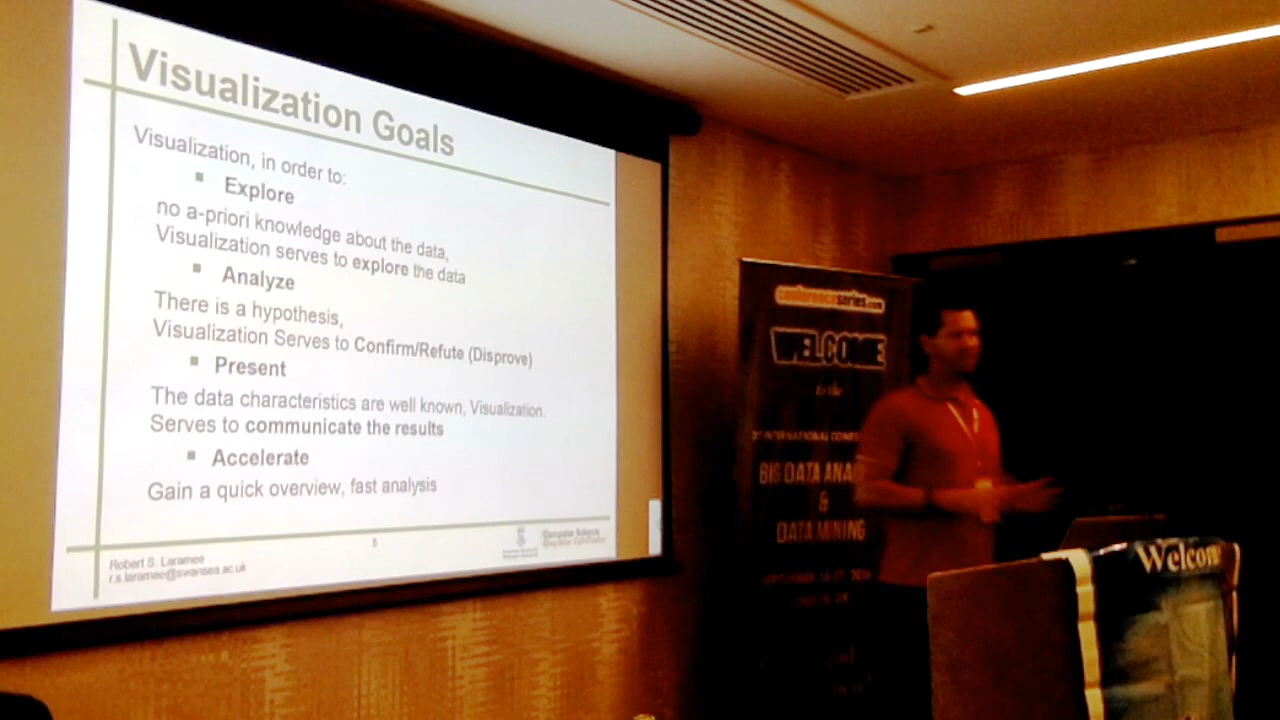 Visualization Goals
Visualization, in order to:
Explore
no a-priori knowledge about the data,
Visualization serves to explore the data
Analyze
There is a hypothesis,
Visualization Serves to Confirm/Refute (Disprove)
Present
The data characteristics are well known, Visualization
Serves to communicate the results
Accelerate
Gain a quick overview, fast analysis
Robert S. Laramee
r.s.laramee@swansea.ac.uk
Computer Science
conferenceseries.com
WELCOME
to the
INTERNATIONAL
BIG DATA
&
DATA MINING
Welcom